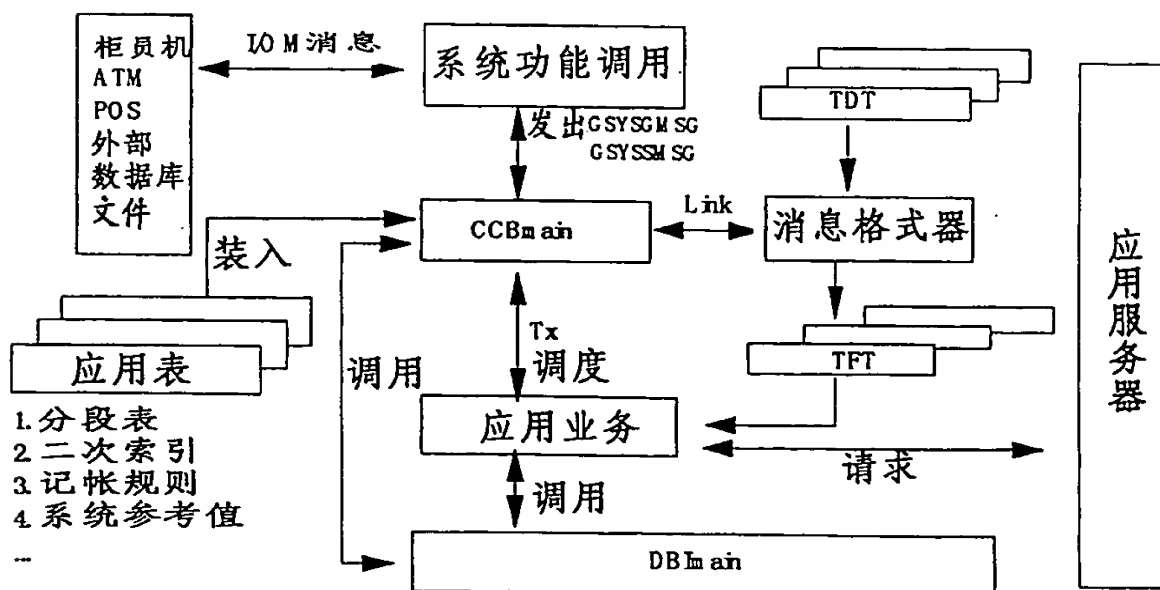 柜员机
ATM
POS
外部
数据库
文件
I/O M消息
系统功能调用
TDT
发出GSYSGMSG
GSYSSMSG
CCBmain
Link
消息格式器
应用服务器
装入
Tx
调度
调用
TFT
应用表
应用业务
请求
1.分段表
2.二次索引
3.记帐规则
4.系统参考值
...
调用
DBImain